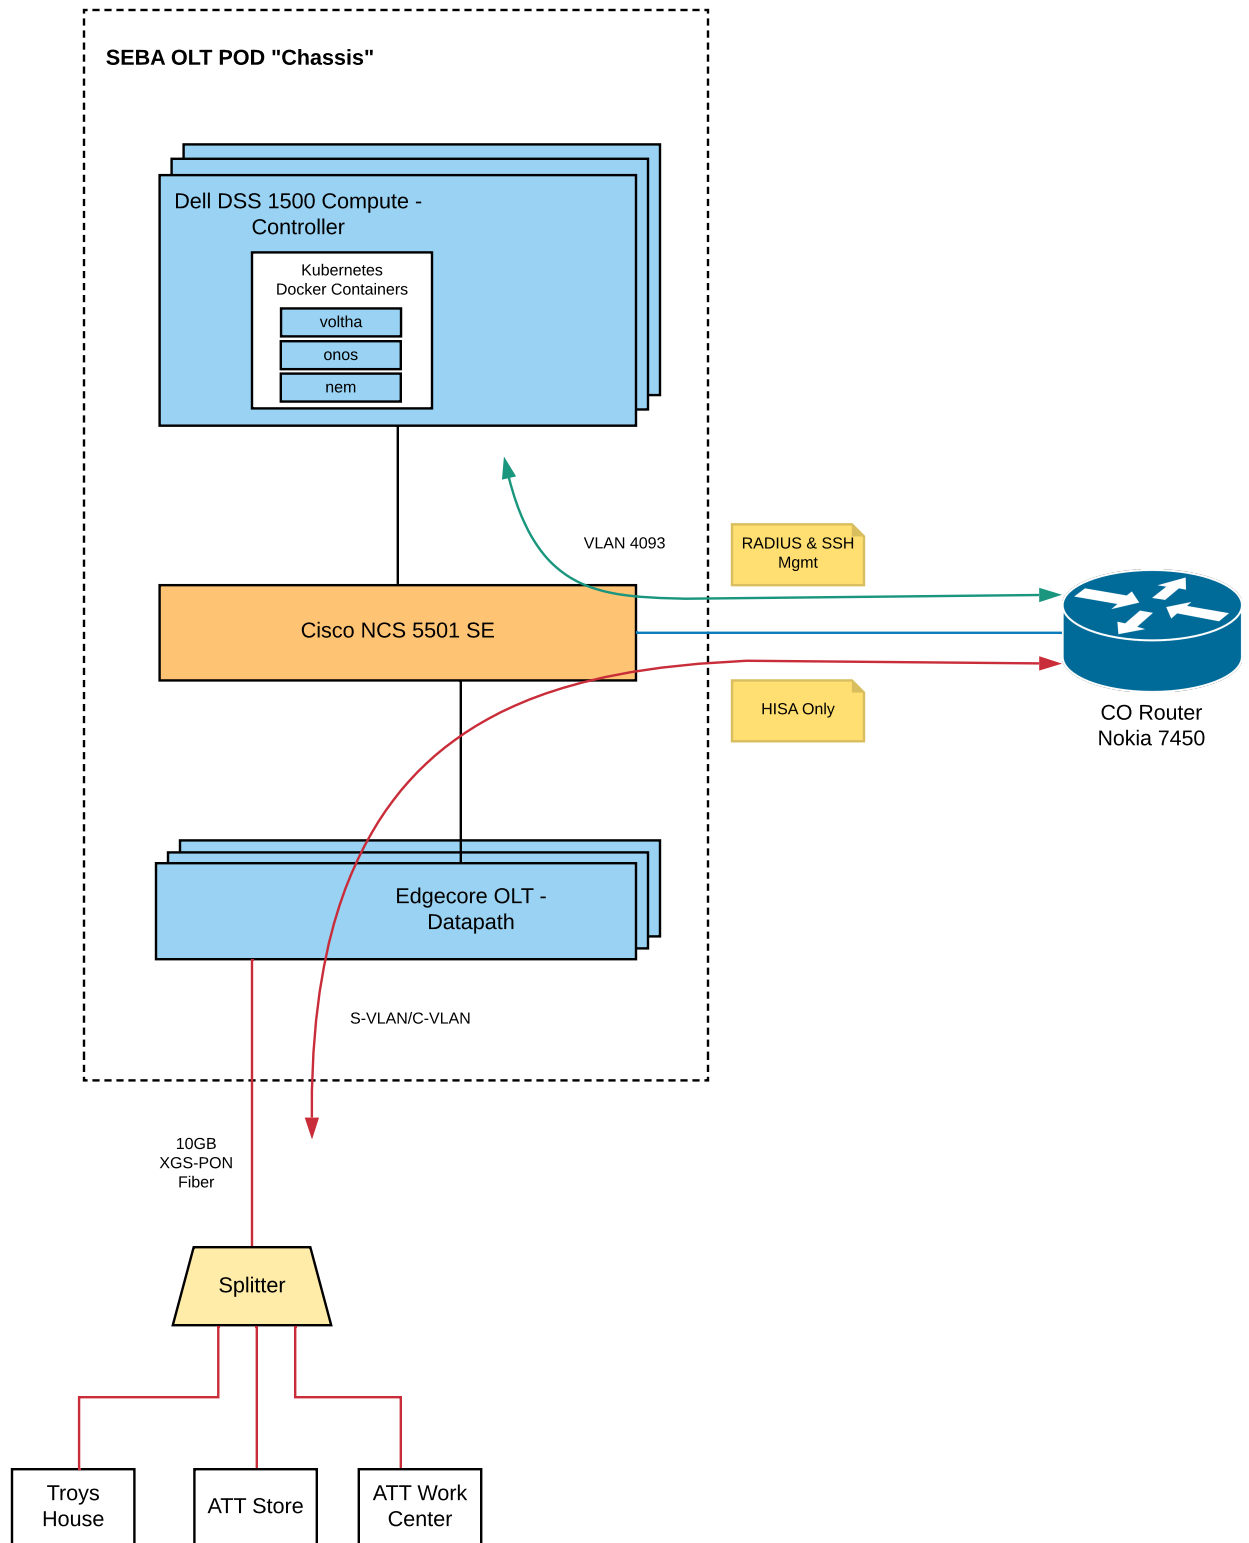 SEBA OLT POD "Chassis"
Dell DSS 1500 Compute -
Controller
Kubernetes
Docker Containers
voltha
onos
nem
VLAN 4093
RADIUS & SSH
Mgmt
Cisco NCS 5501 SE
HISA Only
CO Router
Nokia 7450
Edgecore OLT -
Datapath
S-VLAN/C-VLAN
10GB
XGS-PON
Fiber
Splitter
Troys
House
ATT Store
ATT Work
Center